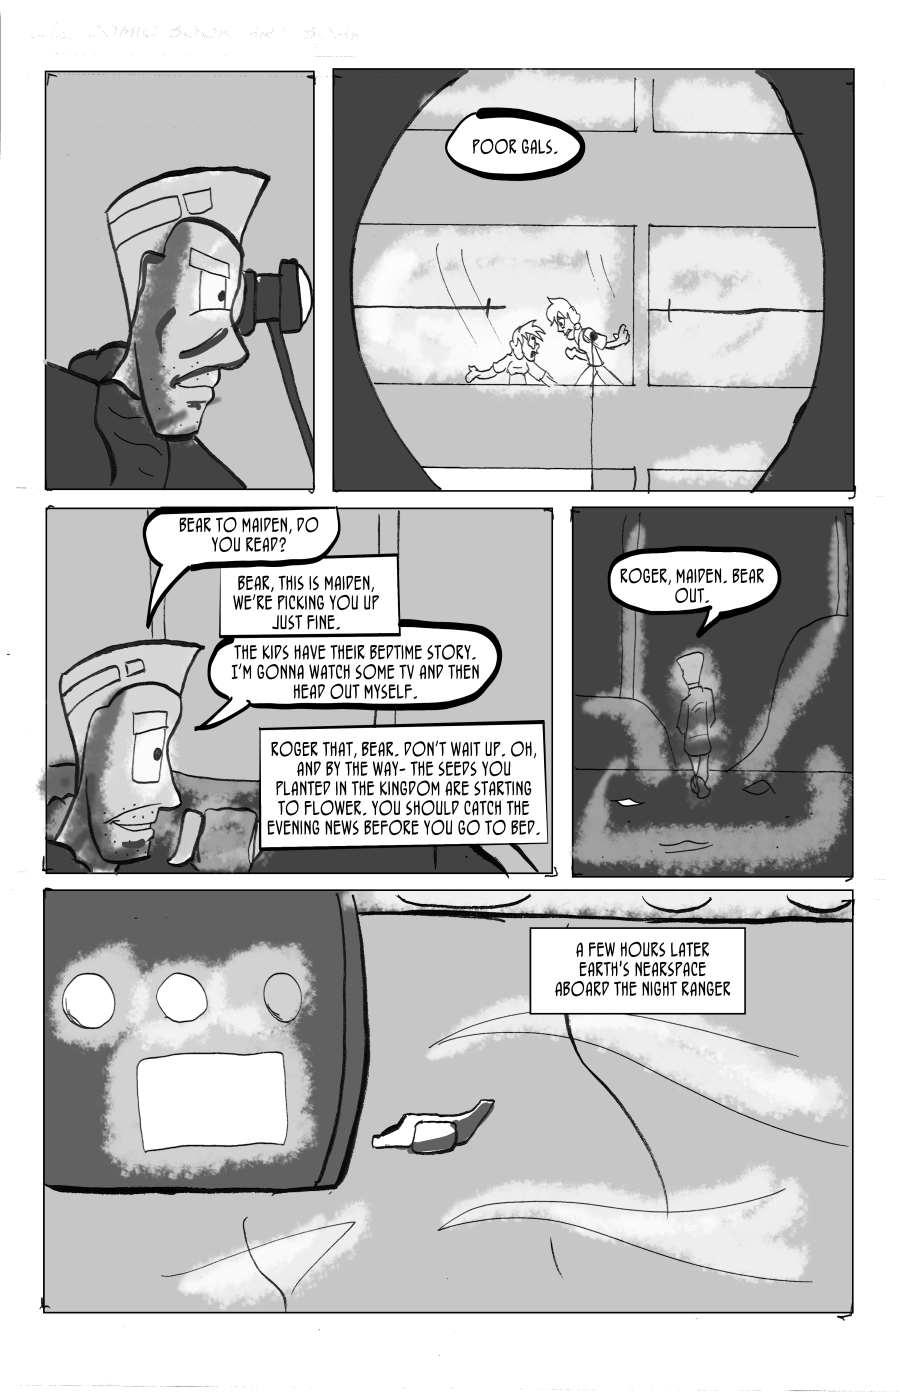 POOR GALS.
BEAR TO MAIDEN, DO
YOU READ?
BEAR, THIS IS MAIDEN,
WE'RE PICKING YOU UP
JUST FINE.
THE KIDS HAVE THEIR BEDTIME STORY.
I'M GONNA WATCH SOME TV AND THEN
HEAD OUT MYSELF.
ROGER THAT, BEAR. DON'T WAIT UP. OH,
AND BY THE WAY- THE SEEDS YOU
PLANTED IN THE KINGDOM ARE STARTING
TO FLOWER. YOU SHOULD CATCH THE
EVENING NEWS BEFORE YOU GO TO BED.
ROGER, MAIDEN. BEAR
OUT.
A FEW HOURS LATER
EARTH'S NEARSPACE
ABOARD THE NIGHT RANGER